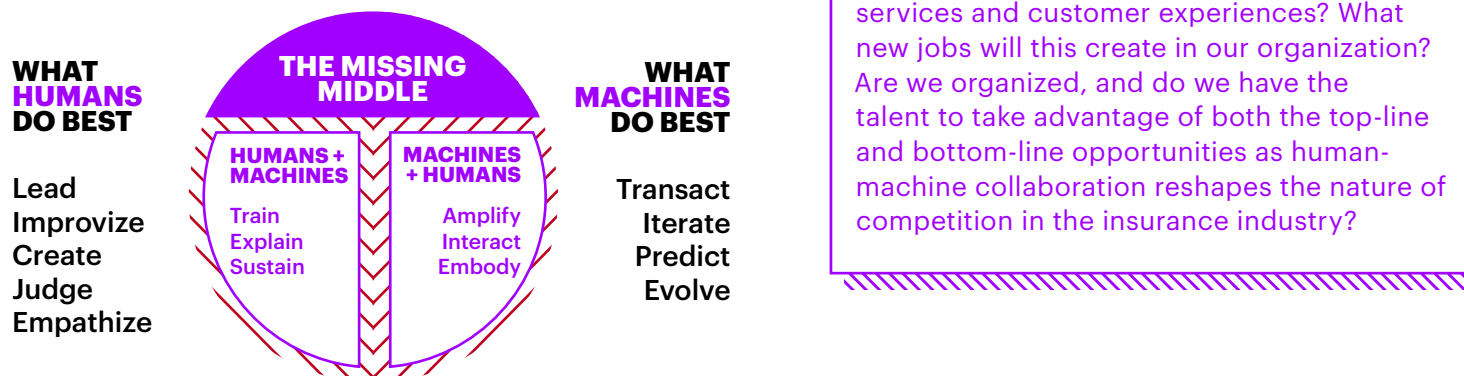 WHAT
HUMANS
DO BEST
Lead
Improvize
Create
Judge
Empathize
THE MISSING
MIDDLE
HUMANS +
MACHINES
Train
Explain
Sustain
MACHINES
+ HUMANS
Amplify
Interact
Embody
WHAT
MACHINES
DO BEST
Transact
Iterate
Predict
Evolve
services and customer experiences? What
new jobs will this create in our organization?
Are we organized, and do we have the
talent to take advantage of both the top-line
and bottom-line opportunities as human-
machine collaboration reshapes the nature of
competition in the insurance industry?